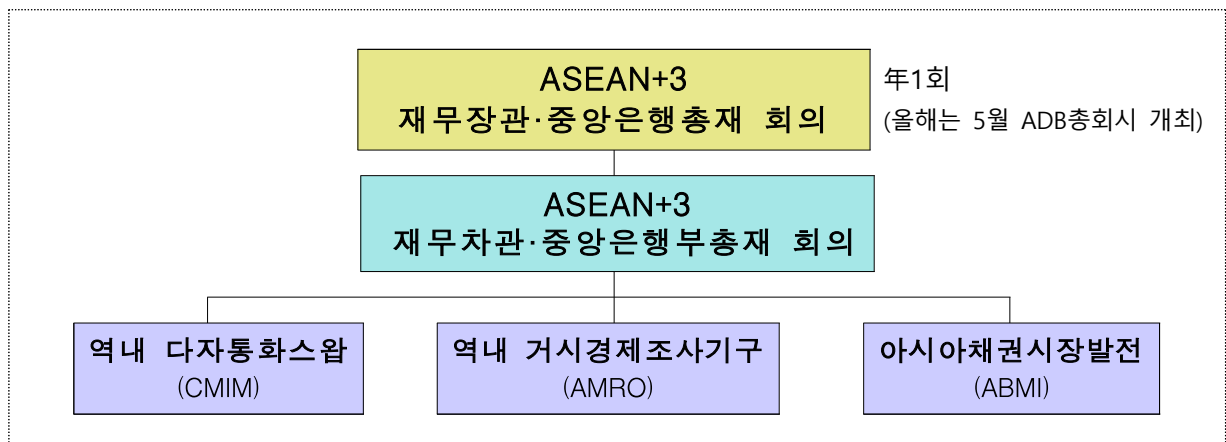 ASEAN+3
재무장관·중앙은행총재 회의
年1회
(올해는 5월 ADB총회시 개최)
ASEAN+3
재무차관·중앙은행부총재 회의
역내 다자통화스왑
(CMIM)
역내 거시경제조사기구
(AMRO)
아시아채권시장발전
(ABMI)